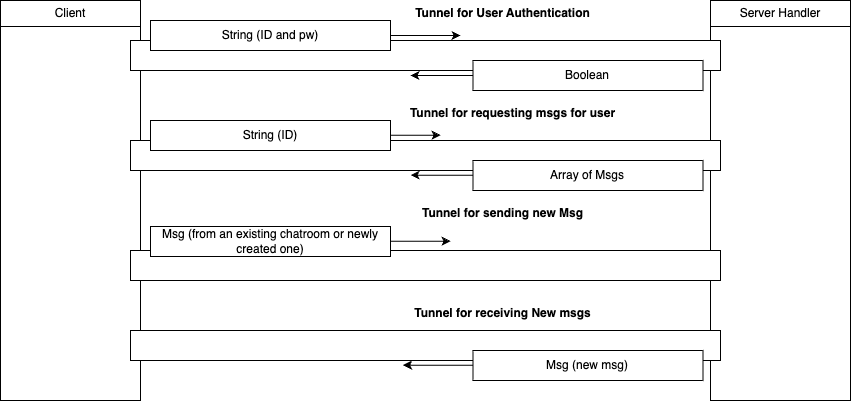 Client
Tunnel for User Authentication
Server Handler
String (ID and pw)
Boolean
Tunnel for requesting msgs for user
String (ID)
Array of Msgs
Tunnel for sending new Msg
Msg (from an existing chatroom or newly
created one)
Tunnel for receiving New msgs
Msg (new msg)